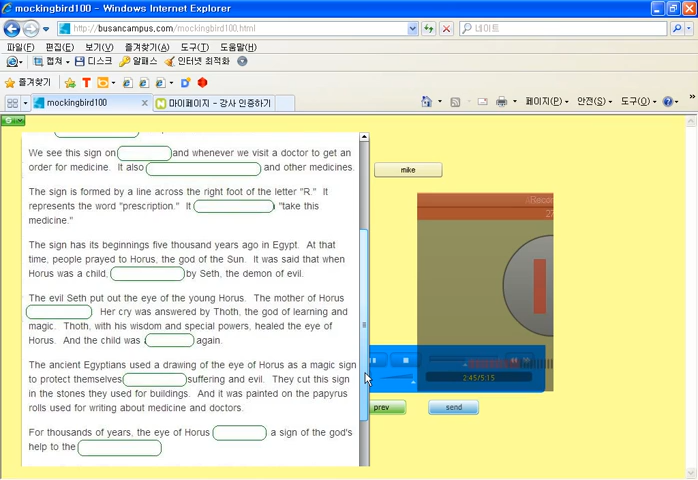 mockingbird100 - Windows Internet Explorer
http://busancampus.com/mockingbird100.html
네이트
파일(F) 편집(E) 보기(V) 즐겨찾기(A) 도구(T) 도움말(H)
캡쳐 디스크 알패스 인터넷 최적화
즐겨찾기
mockingbird100
마이페이지 - 강사 인증하기
페이지(P) 안전(S) 도구(O)
We see this sign on and whenever we visit a doctor to get an
order for medicine. It also and other medicines.
The sign is formed by a line across the right foot of the letter "R." It
represents the word "prescription." It "take this
medicine."
The sign has its beginnings five thousand years ago in Egypt. At that
time, people prayed to Horus, the god of the Sun. It was said that when
Horus was a child, by Seth, the demon of evil.
The evil Seth put out the eye of the young Horus. The mother of Horus
Her cry was answered by Thoth, the god of learning and
magic. Thoth, with his wisdom and special powers, healed the eye of
Horus. And the child was again.
The ancient Egyptians used a drawing of the eye of Horus as a magic sign
to protect themselves suffering and evil. They cut this sign
in the stones they used for buildings. And it was painted on the papyrus
rolls used for writing about medicine and doctors.
For thousands of years, the eye of Horus a sign of the god's
help to the
mike
2:45/5:15
prev
send